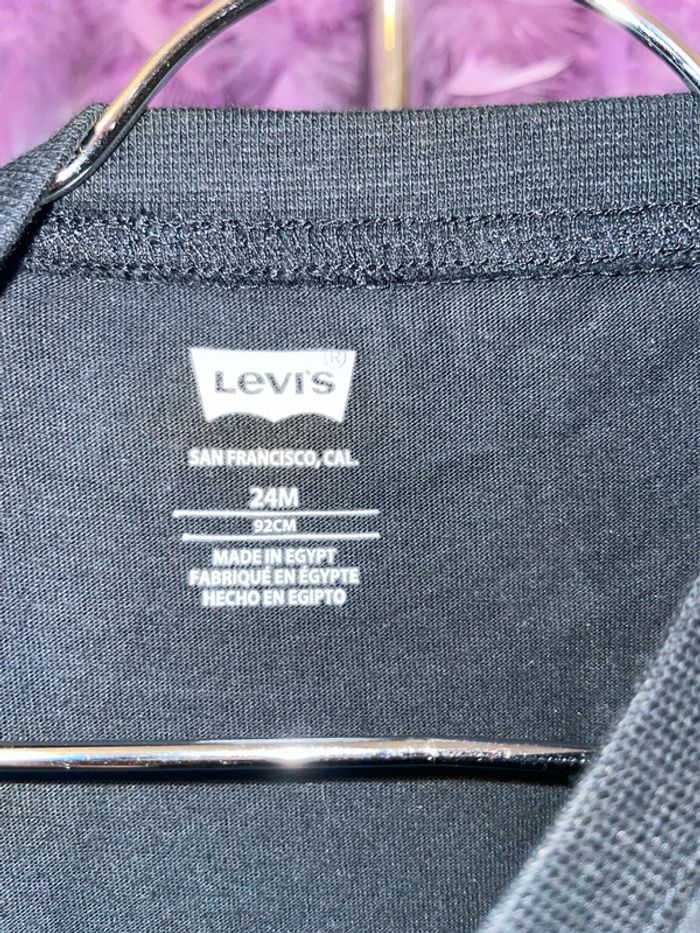 LEVI'S ®
SAN FRANCISCO, CAL.
24M
92CM
MADE IN EGYPT
FABRIQUÉ EN ÉGYPTE
HECHO EN EGIPTO